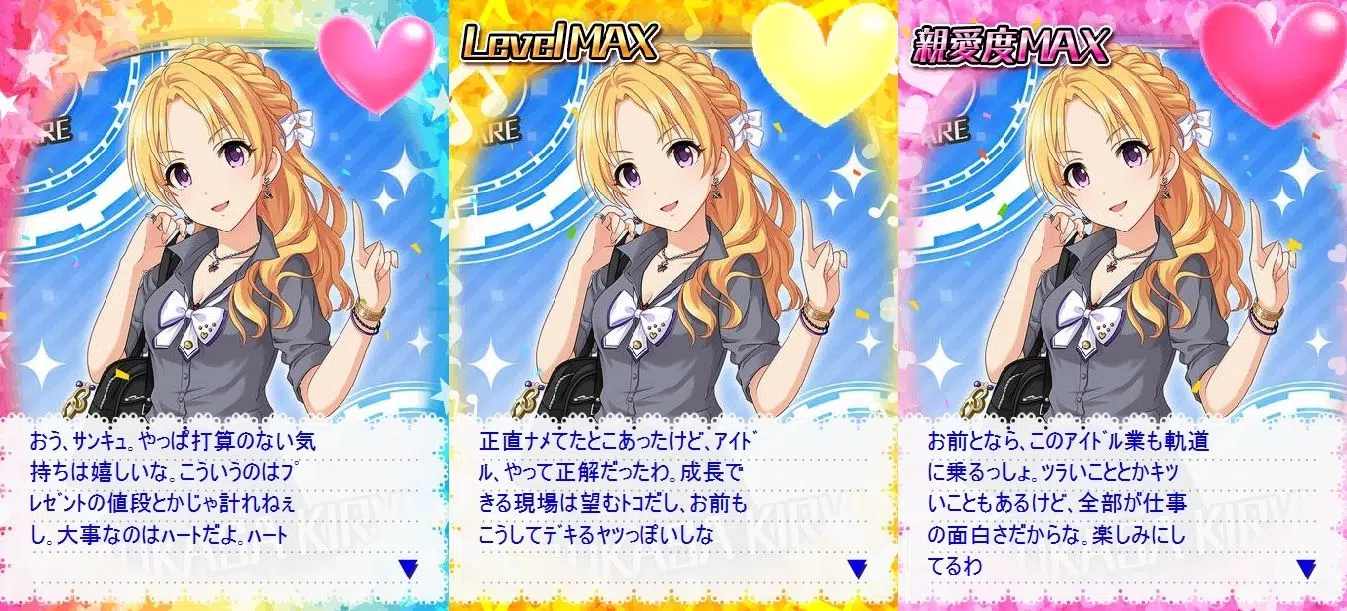 ARE
おう、サンキュ。やっぱ打算のない気
持ちは嬉しいな。こういうのはプ
レゼントの値段とかじゃ計れねぇ
し。大事なのはハートだよ。ハート
Level MAX
ARE
正直ナメてたとこあったけど、アイド
ル、やって正解だったわ。成長で
きる現場は望むトコだし、お前も
こうしてデキるヤツっぽいしな
親愛度MAX
ARE
お前となら、このアイドル業も軌道
に乗るっしょ。ツラいこととかキツ
いこともあるけど、全部が仕事
の面白さだからな。楽しみにし
てるわ